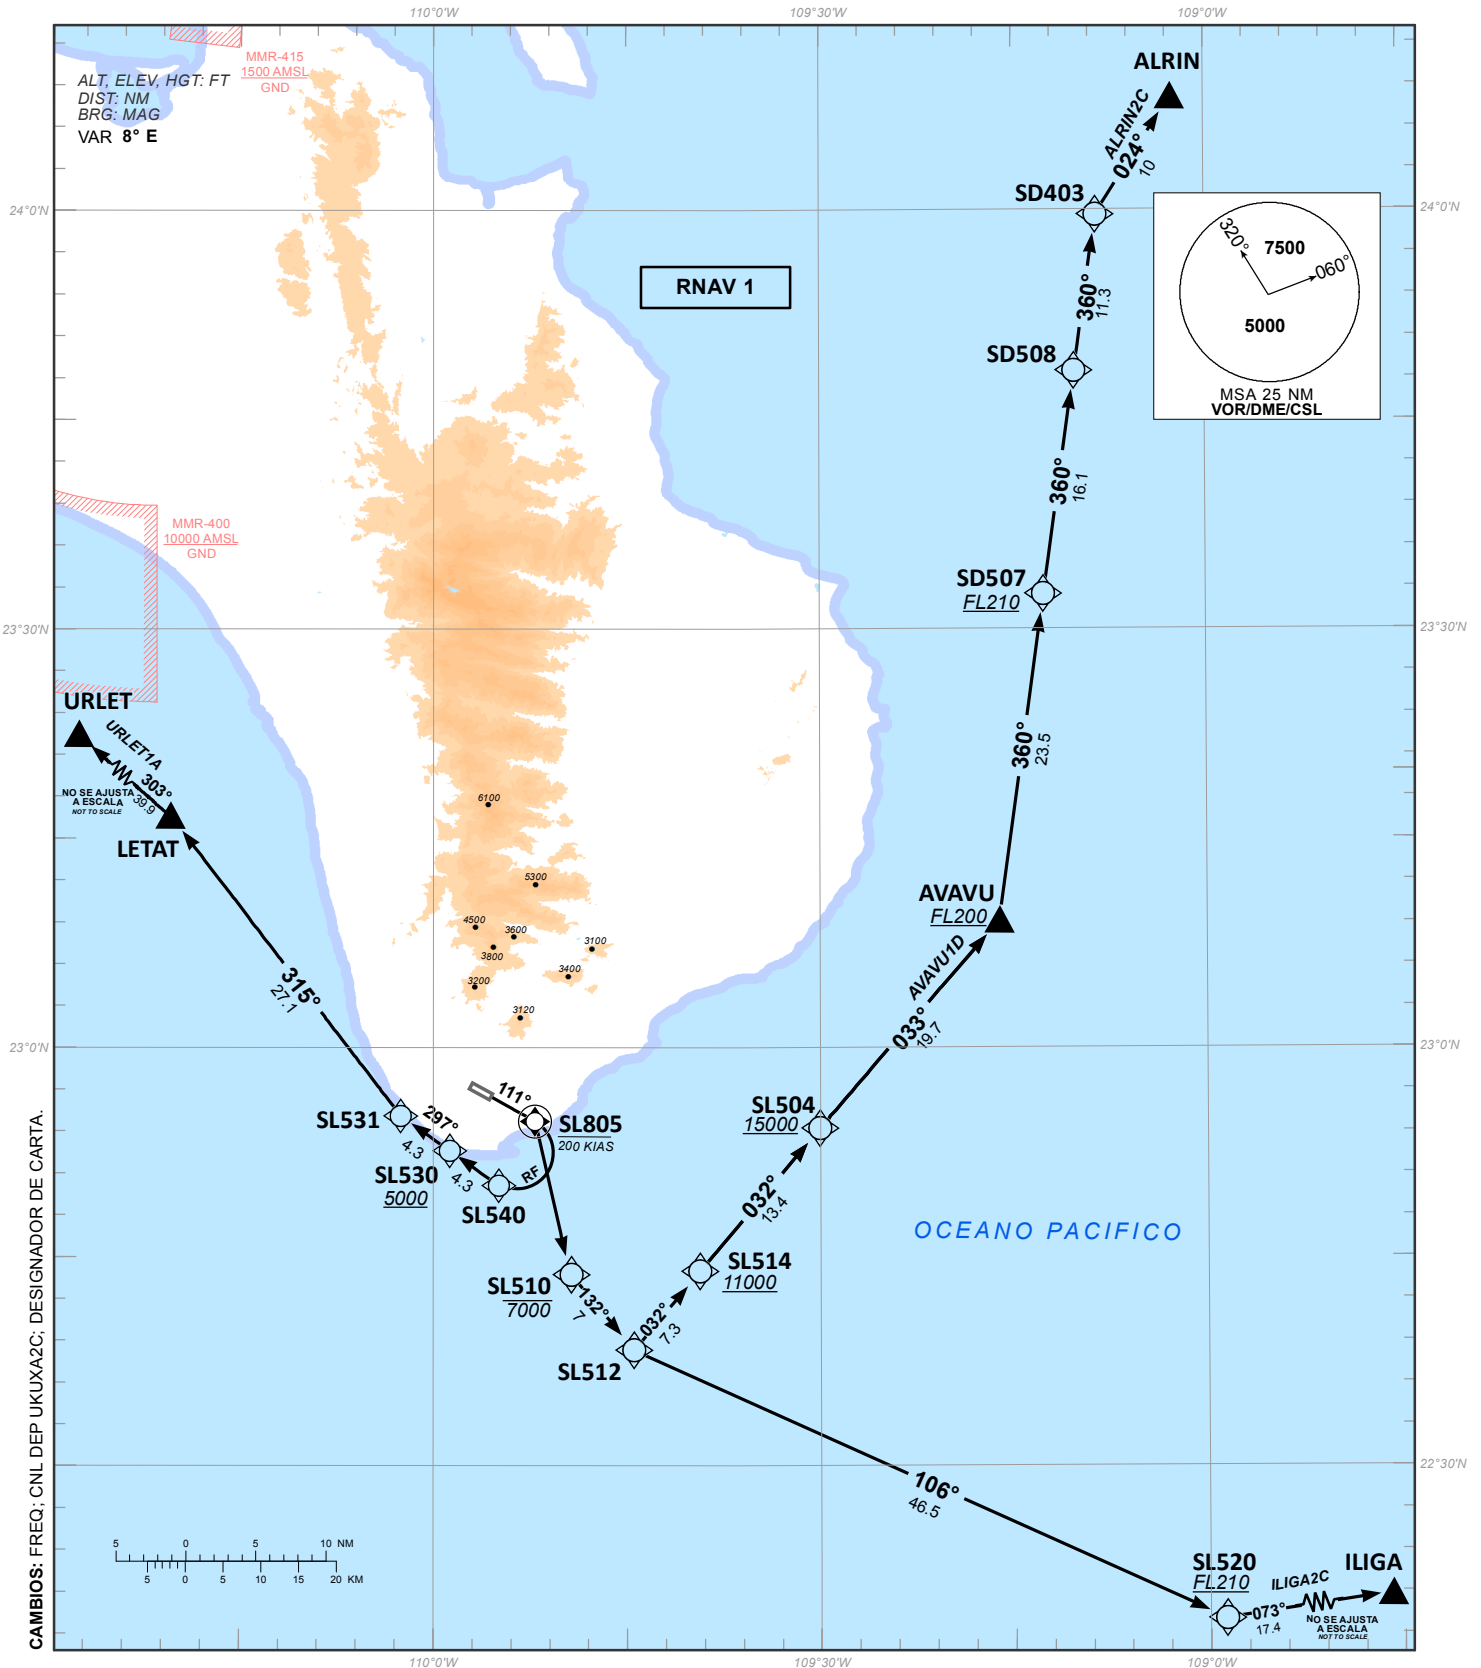 110°0'W
109°30'W
109°0'W
MMR-415
1500 AMSL
GND
ALT, ELEV, HGT: FT
DIST: NM
BRG: MAG
VAR 8° E
ALRIN
ALRIN2C
024°
10
SD403
24°0'N
24°0'N
320°
7500
060°
5000
MSA 25 NM
VOR/DME/CSL
RNAV 1
360°
11.3
SD508
360°
16.1
MMR-400
10000 AMSL
GND
SD507
FL210
23°30'N
23°30'N
URLET
URLET1A
303°
39.9
NO SE AJUSTA
A ESCALA
NOT TO SCALE
LETAT
360°
23.5
6100
5300
4500
3600
3800
3100
3400
3200
3120
AVAVU
FL200
AVAVU1D
033°
19.7
315°
27.1
23°0'N
23°0'N
111°
SL805
200 KIAS
SL531
297°
4.3
SL530
5000
4.3
RF
SL540
SL504
15000
032°
13.4
OCEANO PACIFICO
SL510
7000
132°
7
SL514
11000
032°
7.3
SL512
106°
46.5
22°30'N
22°30'N
SL520
FL210
ILIGA
ILIGA2C
073°
17.4
NO SE AJUSTA
A ESCALA
NOT TO SCALE
5 0 5 10 NM
5 0 5 10 15 20 KM
CAMBIOS: FREQ; CNL DEP UKUXA2C; DESIGNADOR DE CARTA.
110°0'W
109°30'W
109°0'W